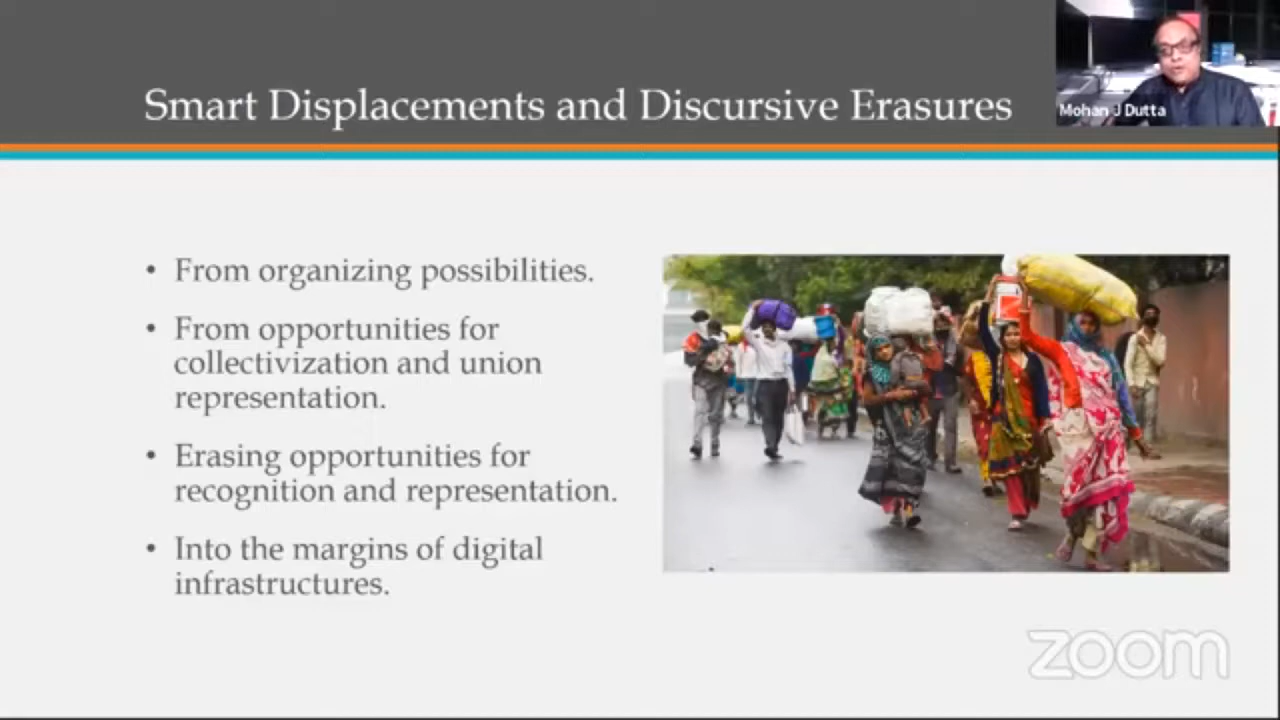 Smart Displacements and Discursive Erasures
Mohan J Dutta
• From organizing possibilities.
• From opportunities for
collectivization and union
representation.
• Erasing opportunities for
recognition and representation.
• Into the margins of digital
infrastructures.
zoom